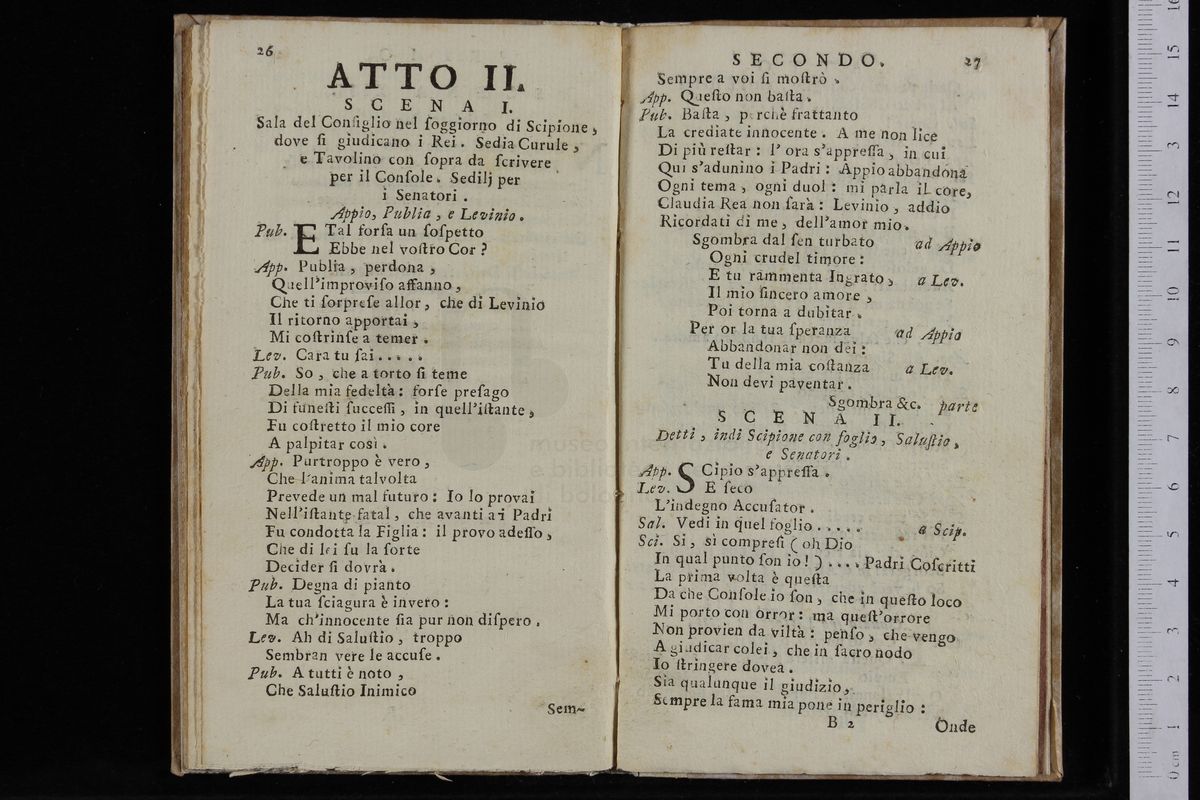 26
ATTO II.
SCENA I.
Sala del Conſiglio nel ſoggiorno di Scipione,
dove ſi giudicano i Rei. Sedia Curule,
e Tavolino con ſopra da ſcrivere
per il Conſole. Sedilj per
i Senatori.
Appio, Publia, e Levinio.
Pub. E Tal forſa un ſoſpetto
Ebbe nel voſtro Cor?
App. Publia, perdona,
Quell'improviſo affanno,
Che ti ſorpreſe allor, che di Levinio
Il ritorno apportai,
Mi coſtrinſe a temer.
Lev. Cara tu ſai.....
Pub. So, che a torto ſi teme
Della mia fedeltà: forſe preſago
Di funeſti ſucceſſi, in quell'iſtante,
Fu coſtretto il mio core
A palpitar così.
App. Purtroppo è vero,
Che l'anima talvolta
Prevede un mal futuro: Io lo provai
Nell'iſtante fatal, che avanti ai Padri
Fu condotta la Figlia: il provo adeſſo,
Che di lei ſu la ſorte
Decider ſi dovrà.
Pub. Degna di pianto
La tua ſciagura è invero:
Ma ch'innocente ſia pur non diſpero.
Lev. Ah di Saluſtio, troppo
Sembran vere le accuſe.
Pub. A tutti è noto,
Che Saluſtio Inimico
Sem~
SECONDO. 27
Sempre a voi ſi moſtrò.
App. Queſto non baſta.
Pub. Baſta, perchè frattanto
La crediate innocente. A me non lice
Di più reſtar: l'ora s'appreſſa, in cui
Qui s'adunino i Padri: Appio abbandona
Ogni tema, ogni duol: mi parla il core,
Claudia Rea non ſarà: Levinio, addio
Ricordati di me, dell'amor mio.
Sgombra dal ſen turbato ad Appio
Ogni crudel timore:
E tu rammenta Ingrato, a Lev.
Il mio ſincero amore,
Poi torna a dubitar.
Per or la tua ſperanza ad Appio
Abbandonar non dei:
Tu della mia coſtanza a Lev.
Non devi paventar.
Sgombra &c. parte
SCENA II.
Detti, indi Scipione con foglio, Saluſtio,
e Senatori.
App. SCipio s'appreſſa.
Lev. E ſeco
L'indegno Accuſator.
Sal. Vedi in quel foglio..... a Scip.
Sci. Si, si compreſi (oh Dio
In qual punto ſon io!).... Padri Coſcritti
La prima volta è queſta
Da che Conſole io ſon, che in queſto loco
Mi porto con orror: ma queſt'orrore
Non provien da viltà: penſo, che vengo
A giudicar colei, che in ſacro nodo
Io ſtringere dovea.
Sia qualunque il giudizio,
Sempre la fama mia pone in periglio:
B 2 Onde